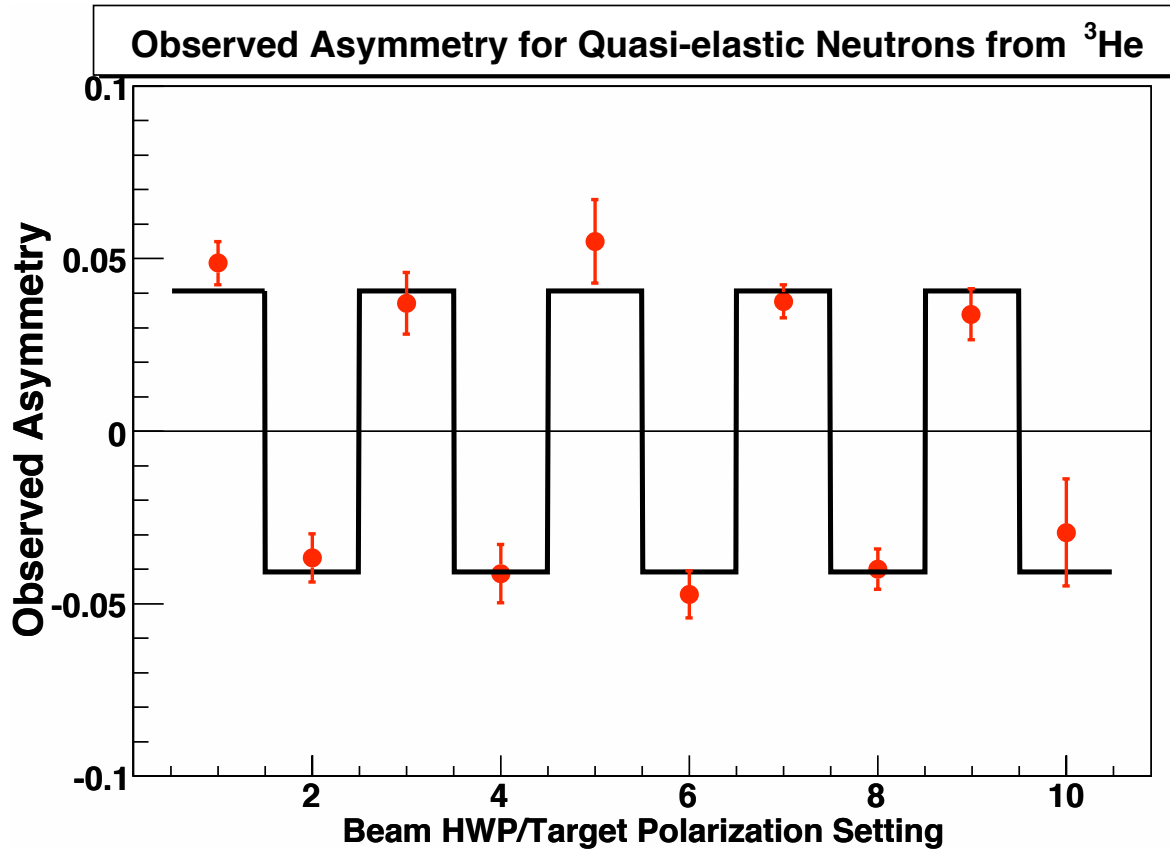 Observed Asymmetry for Quasi-elastic Neutrons from ³He
0.1
0.05
0
-0.05
-0.1
Observed Asymmetry
2 4 6 8 10
Beam HWP/Target Polarization Setting